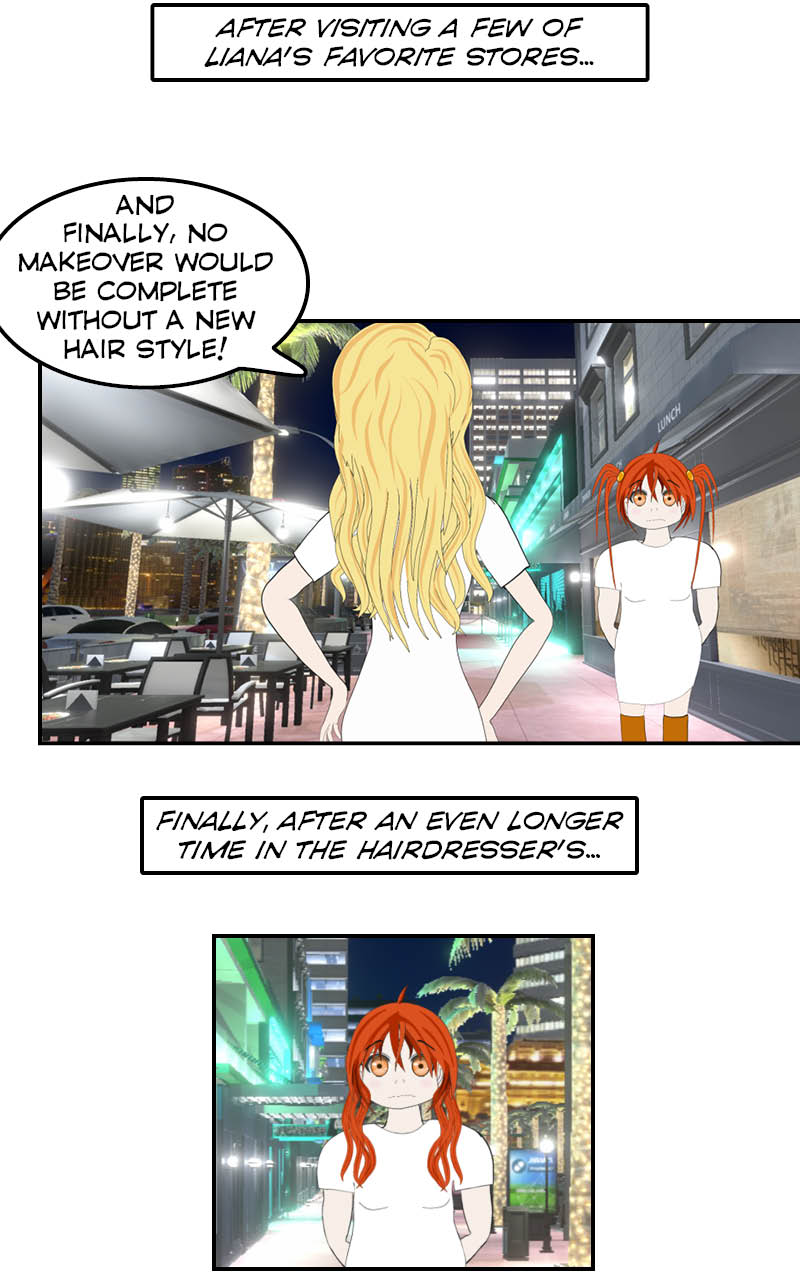 AFTER VISITING A FEW OF
LIANA'S FAVORITE STORES...
AND
FINALLY, NO
MAKEOVER WOULD
BE COMPLETE
WITHOUT A NEW
HAIR STYLE!
LUNCH
FINALLY, AFTER AN EVEN LONGER
TIME IN THE HAIRDRESSER'S...